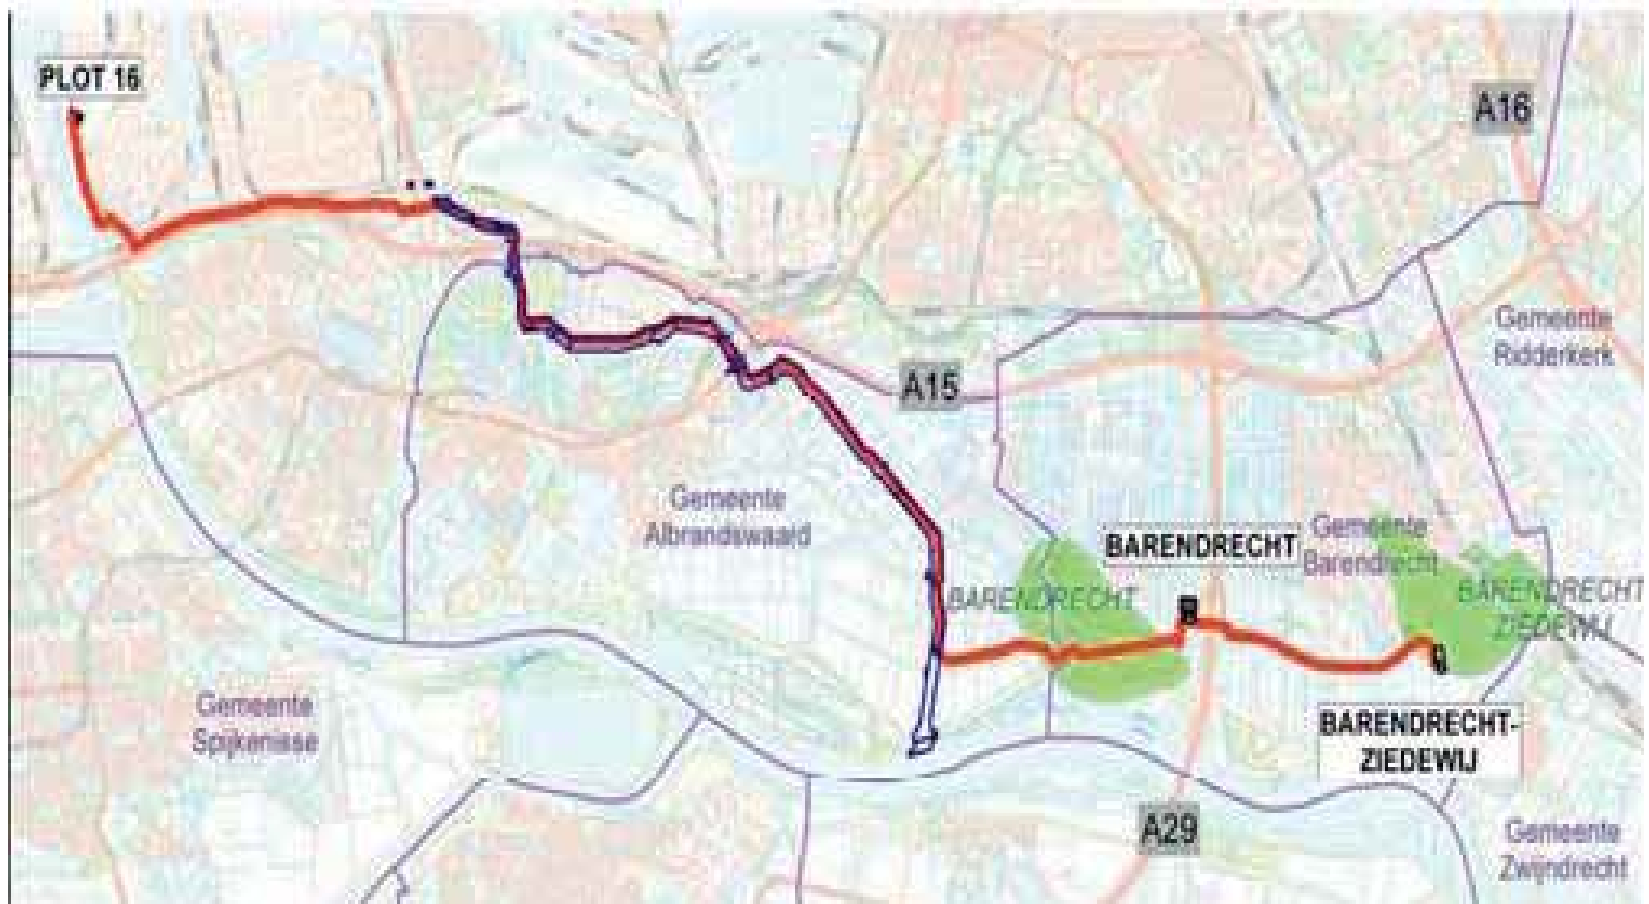 PLOT 16
A16
Gemeente
Ridderkerk
A15
Gemeente
Albrandswaard
BARENDRECHT
Gemeente
Barendrecht
BARENDRECHT
BARENDRECHT
ZIEDEWIJ
Gemeente
Spijkenisse
BARENDRECHT-
ZIEDEWIJ
A29
Gemeente
Zwijndrecht